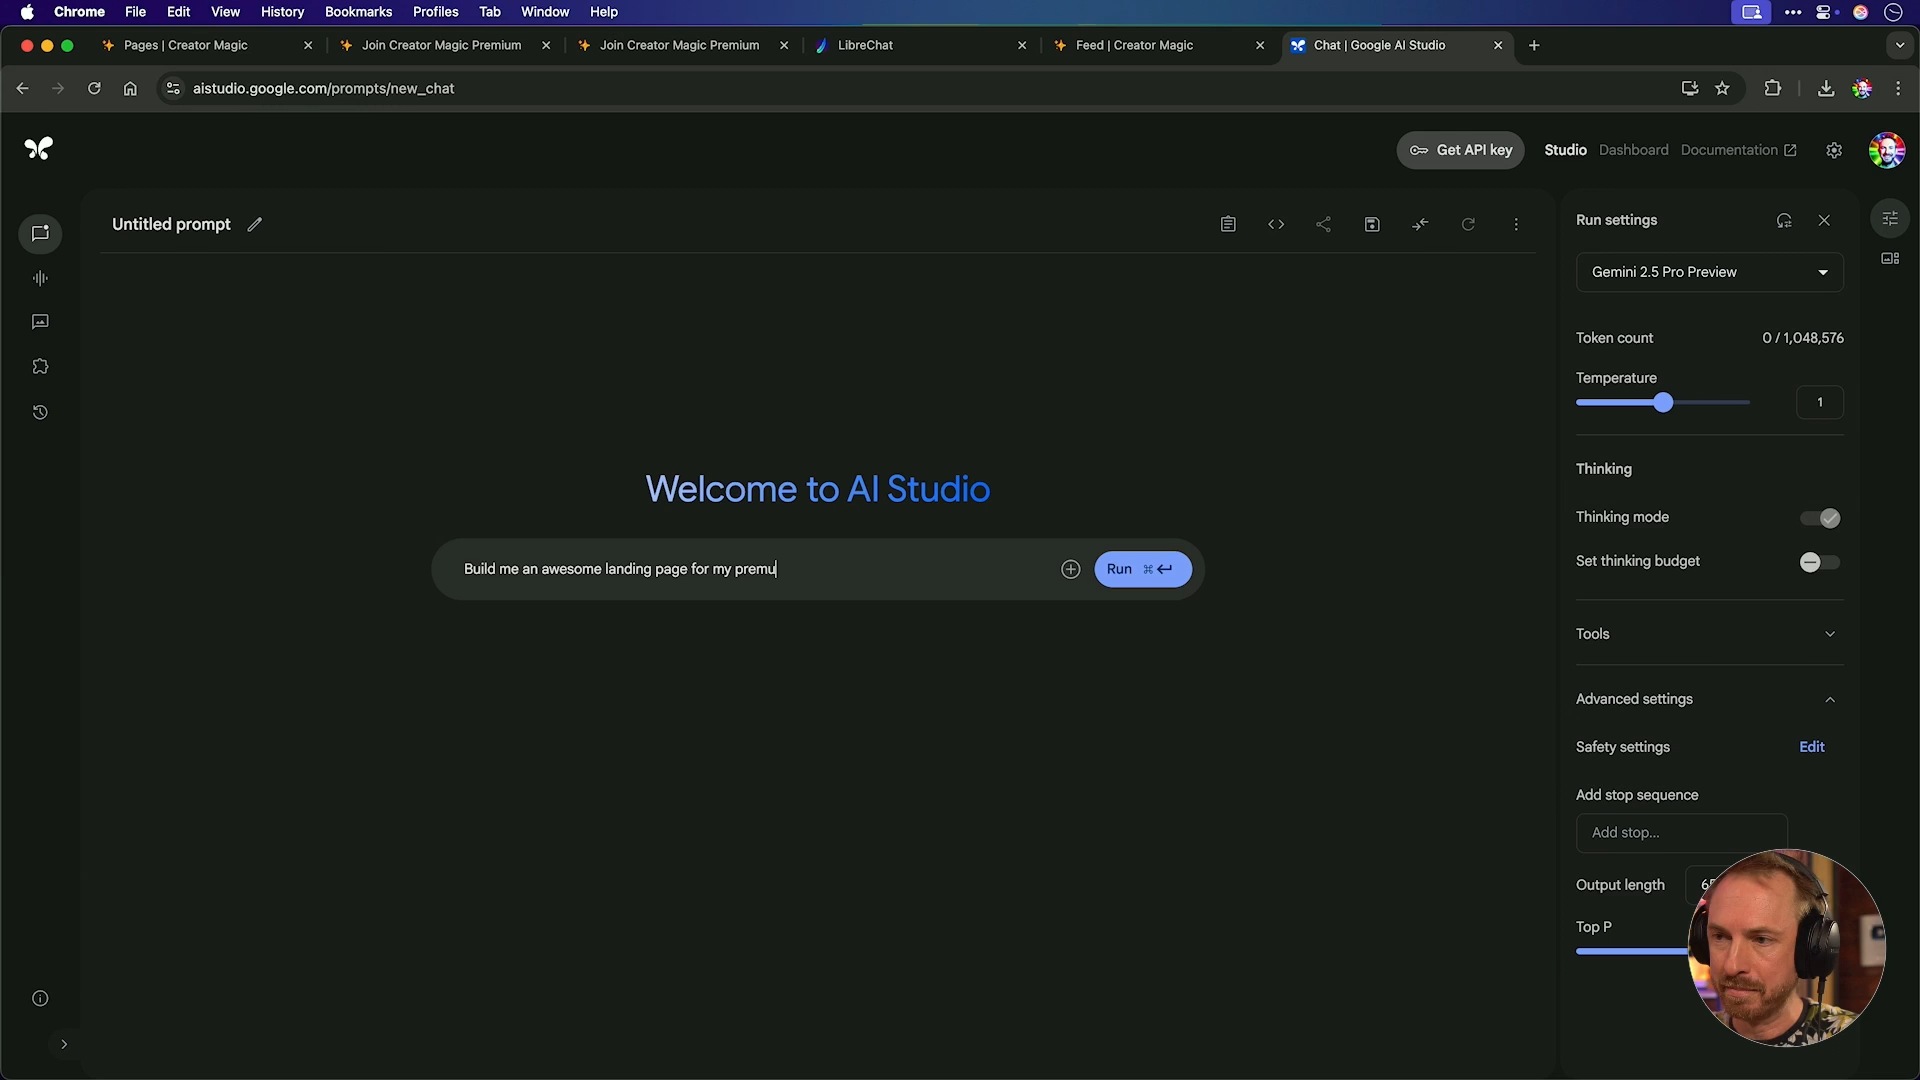 Chrome File Edit View History Bookmarks Profiles Tab Window Help
Pages | Creator Magic
Join Creator Magic Premium
Join Creator Magic Premium
LibreChat
Feed | Creator Magic
Chat | Google AI Studio
aistudio.google.com/prompts/new_chat
Get API key
Studio
Dashboard
Documentation
Untitled prompt
Run settings
Gemini 2.5 Pro Preview
Token count 0 / 1,048,576
Temperature
1
Thinking
Welcome to AI Studio
Thinking mode
Set thinking budget
Build me an awesome landing page for my premu
Run ⌘
Tools
Advanced settings
Safety settings Edit
Add stop sequence
Add stop...
Output length
Top P